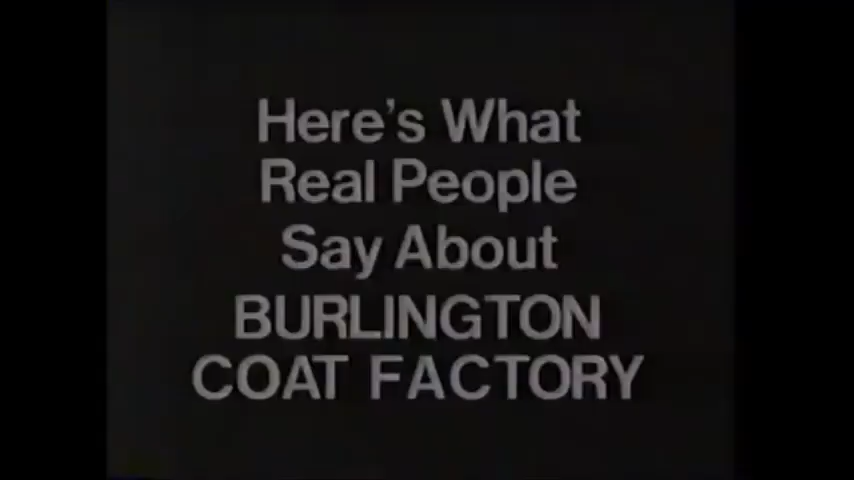 Here's What
Real People
Say About
BURLINGTON
COAT FACTORY